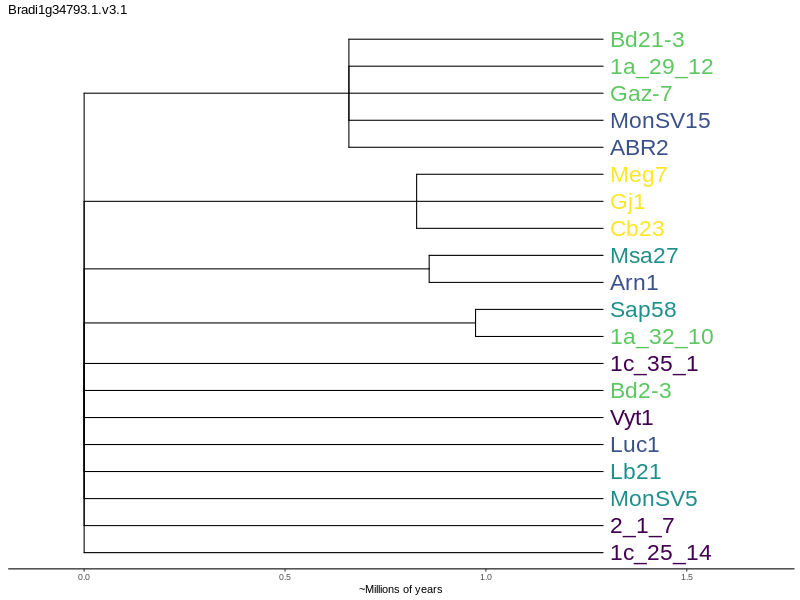 Bradi1g34793.1.v3.1
Bd21-3
1a_29_12
Gaz-7
MonSV15
ABR2
Meg7
Gj1
Cb23
Msa27
Arn1
Sap58
1a_32_10
1c_35_1
Bd2-3
Vyt1
Luc1
Lb21
MonSV5
2_1_7
1c_25_14
0.0 0.5 1.0 1.5
~Millions of years